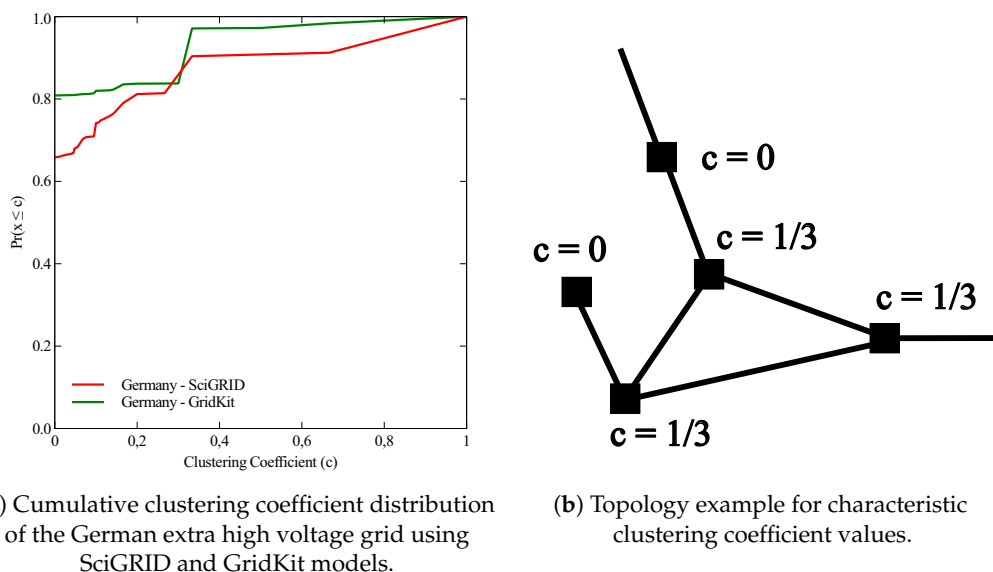 1.0
0.8
0.6
0.4
0.2
0.0
Pr(x ≤ c)
Germany - SciGRID
Germany - GridKit
0 0,2 0,4 0,6 0,8 1
Clustering Coefficient (c)
) Cumulative clustering coefficient distribution
of the German extra high voltage grid using
SciGRID and GridKit models.
c = 0
c = 1/3
c = 0
c = 1/3
c = 1/3
(b) Topology example for characteristic
clustering coefficient values.